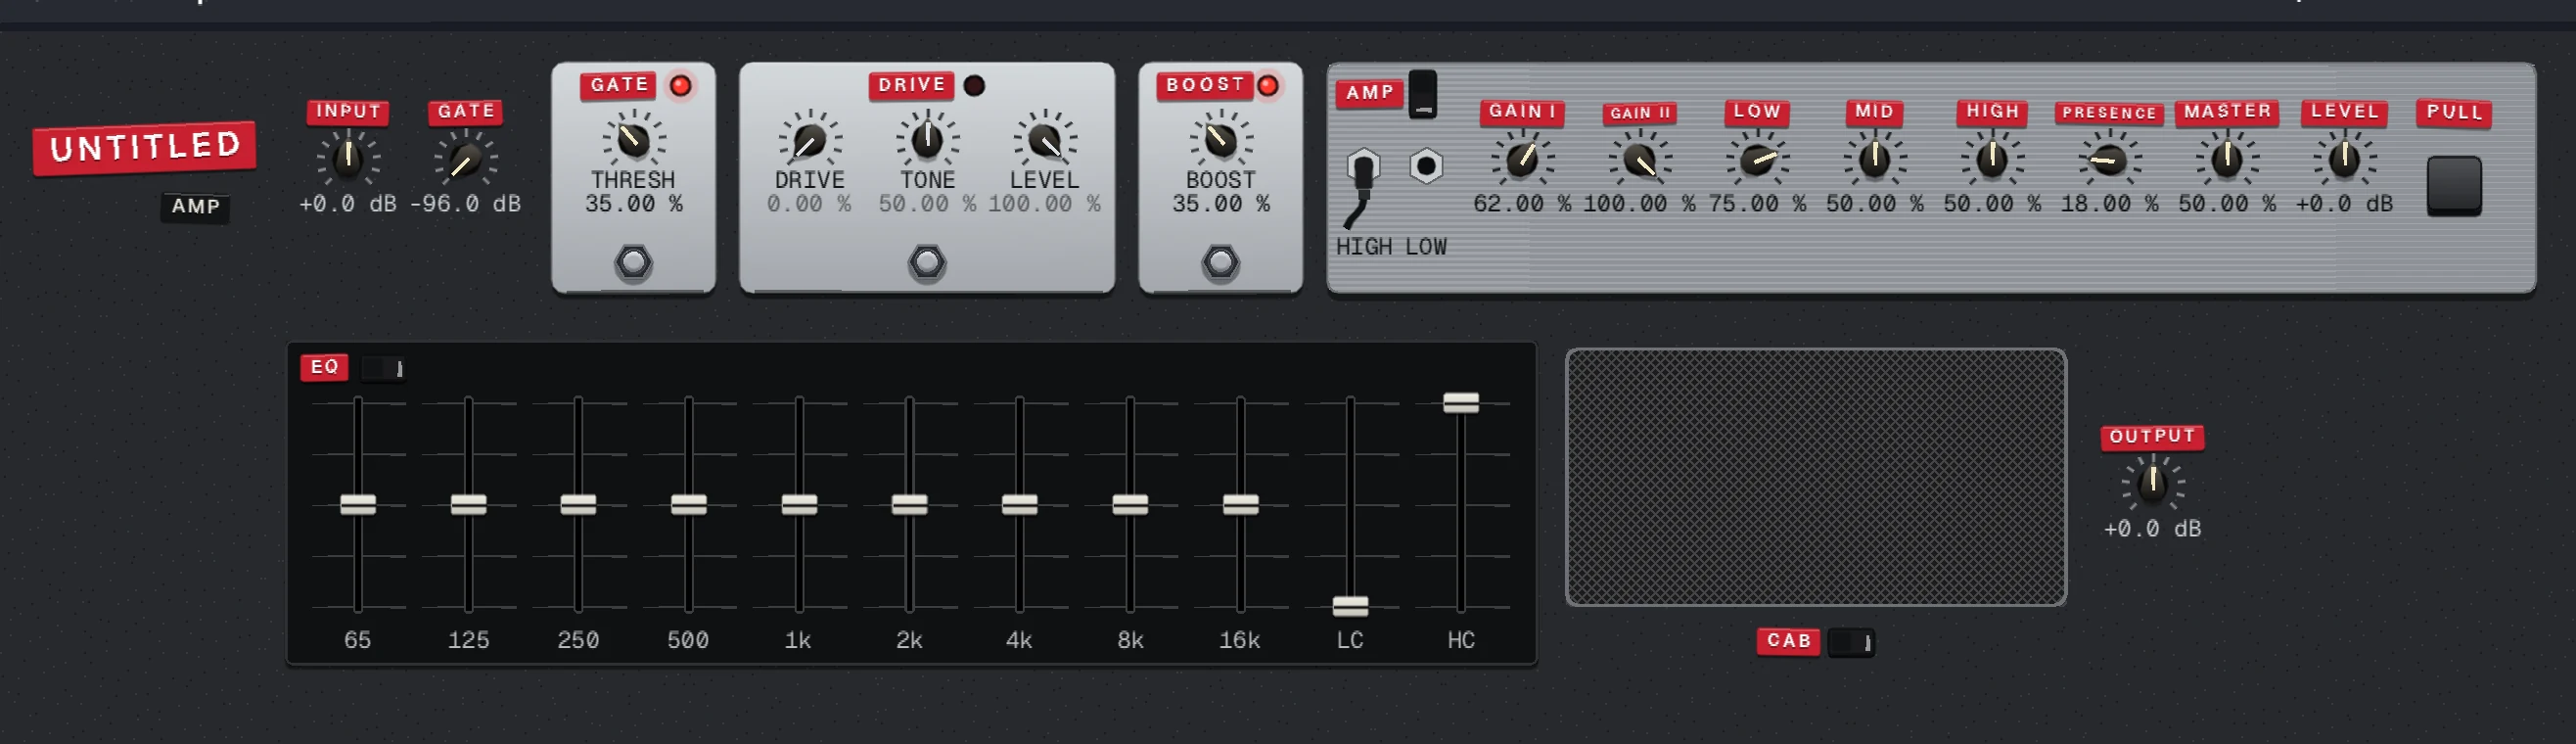 UNTITLED
AMP
INPUT
+0.0 dB
GATE
-96.0 dB
GATE
THRESH
35.00 %
DRIVE
DRIVE TONE LEVEL
0.00 % 50.00 % 100.00 %
BOOST
BOOST
35.00 %
AMP
HIGH LOW
GAIN I GAIN II LOW MID HIGH PRESENCE MASTER LEVEL PULL
62.00 % 100.00 % 75.00 % 50.00 % 50.00 % 18.00 % 50.00 % +0.0 dB
EQ
65 125 250 500 1k 2k 4k 8k 16k LC HC
CAB
OUTPUT
+0.0 dB